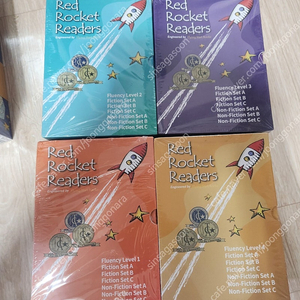 Red
Rocket
Readers
Fluency Level 2
Fiction Set A
Fiction Set B
Fiction Set C
Non-Fiction Set A
Non-Fiction Set B
Non-Fiction Set C
Red
Rocket
Readers
Fluency Level 3
Fiction Set A
Fiction Set B
Fiction Set C
Non-Fiction Set A
Non-Fiction Set B
Non-Fiction Set C
Red
Rocket
Readers
Fluency Level 1
Fiction Set A
Fiction Set B
Fiction Set C
Non-Fiction Set A
Non-Fiction Set B
Non-Fiction Set C
Red
Rocket
Readers
Fluency Level
Fiction Set A
Fiction Set B
Fiction Set C
Non-Fiction Set A
Non-Fiction Set B
Non-Fiction Set C